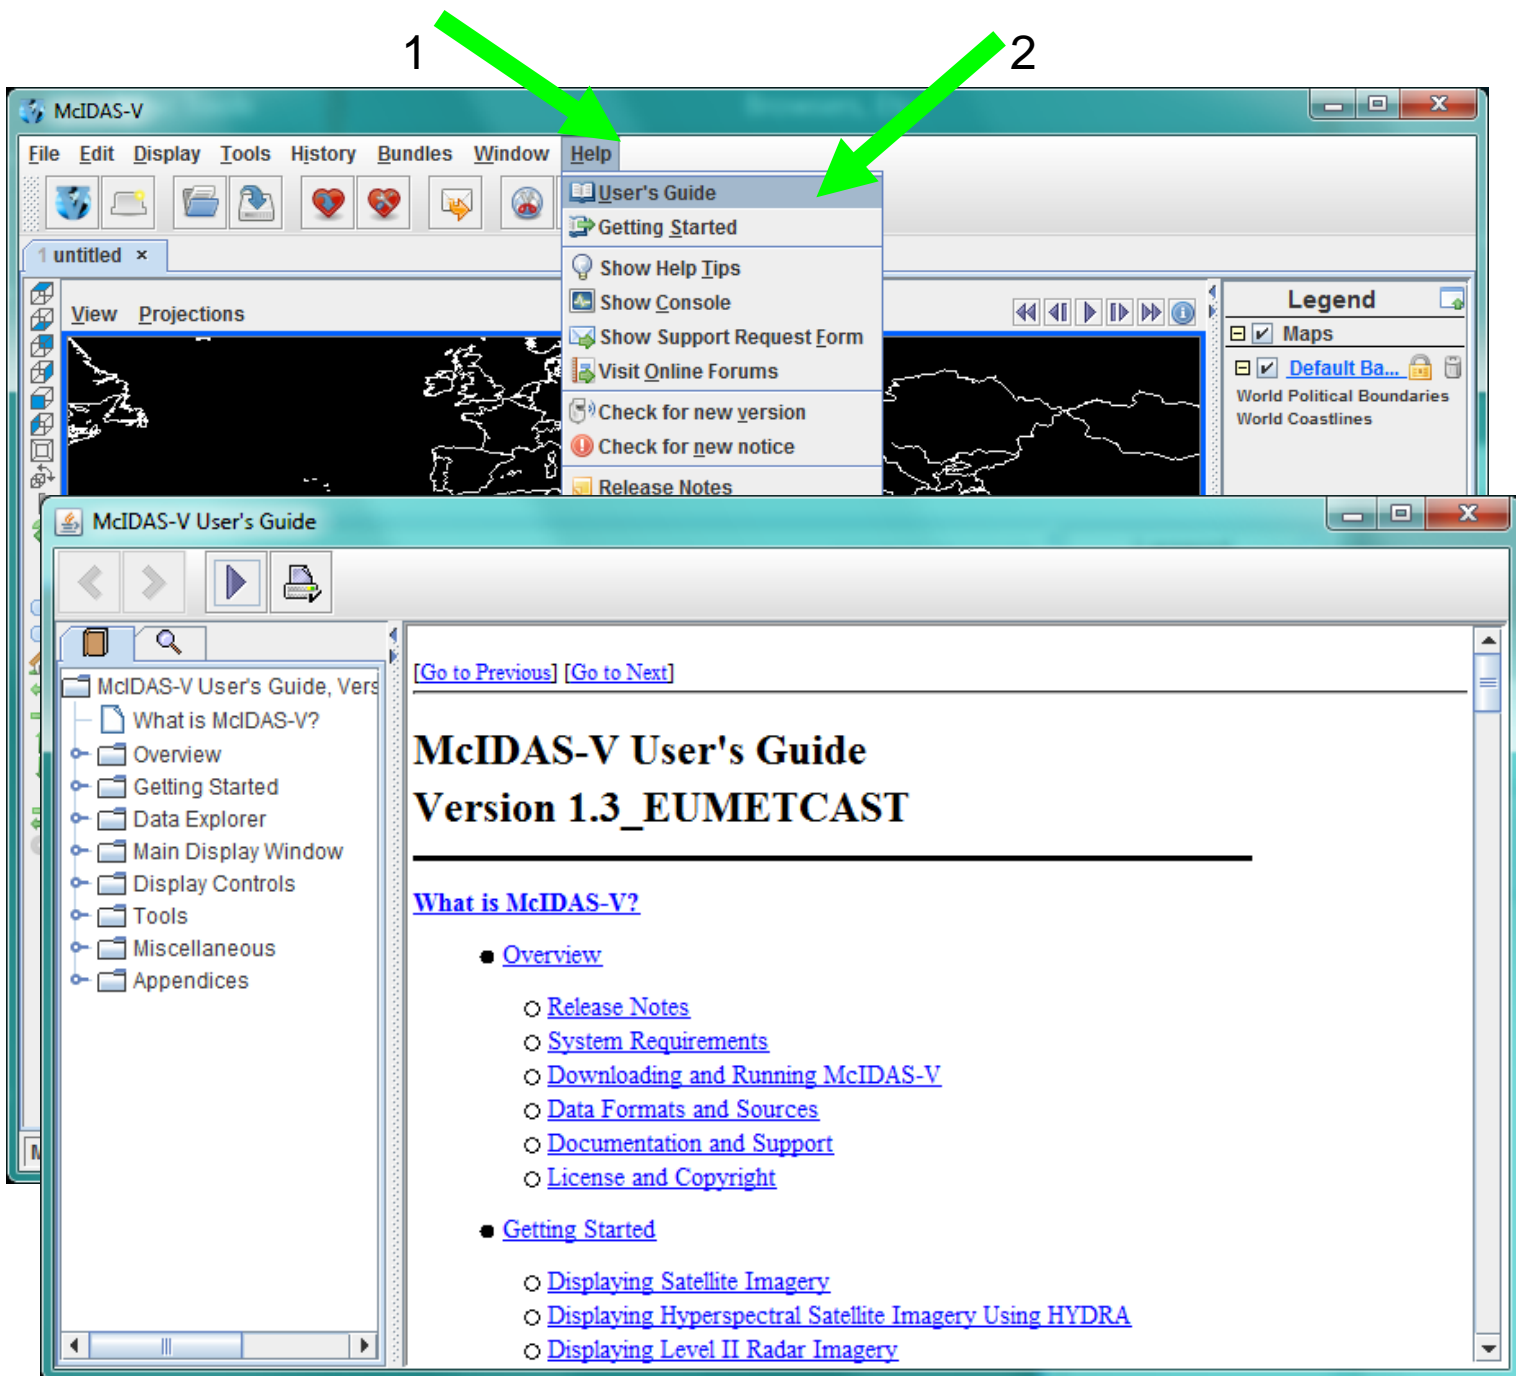 1
2
McIDAS-V
File Edit Display Tools History Bundles Window Help
User's Guide
Getting Started
Show Help Tips
Show Console
Show Support Request Form
Visit Online Forums
Check for new version
Check for new notice
Release Notes
1 untitled ×
View Projections
Legend
Maps
Default Ba...
World Political Boundaries
World Coastlines
McIDAS-V User's Guide
McIDAS-V User's Guide, Vers
What is McIDAS-V?
Overview
Getting Started
Data Explorer
Main Display Window
Display Controls
Tools
Miscellaneous
Appendices
[Go to Previous] [Go to Next]
McIDAS-V User's Guide
Version 1.3_EUMETCAST
What is McIDAS-V?
Overview
Release Notes
System Requirements
Downloading and Running McIDAS-V
Data Formats and Sources
Documentation and Support
License and Copyright
Getting Started
Displaying Satellite Imagery
Displaying Hyperspectral Satellite Imagery Using HYDRA
Displaying Level II Radar Imagery